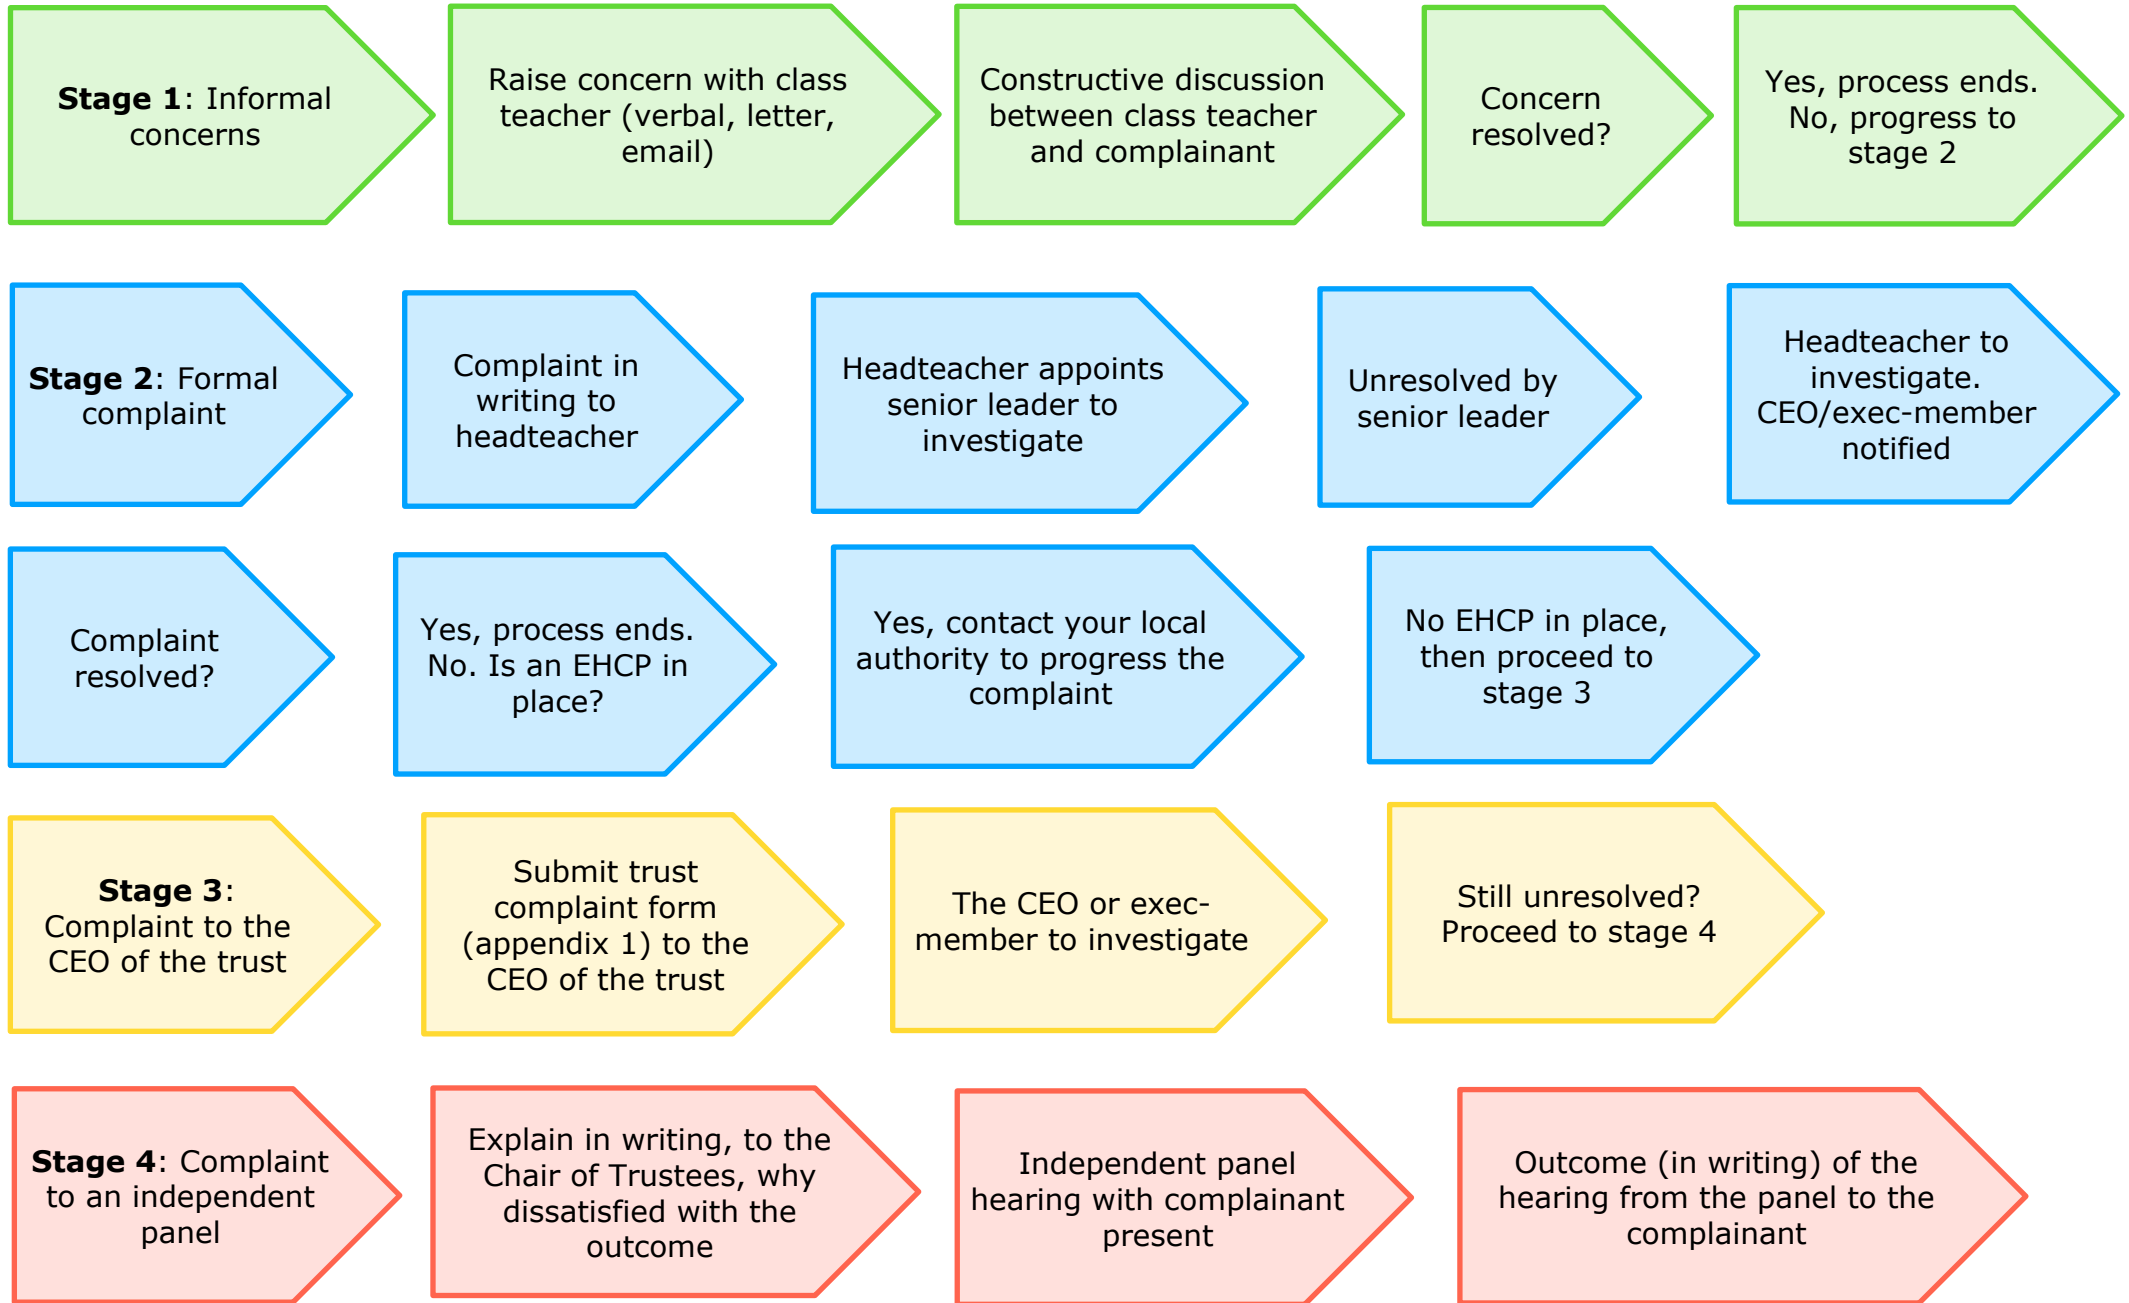 Stage 1: Informal
concerns
Raise concern with class
teacher (verbal, letter,
email)
Constructive discussion
between class teacher
and complainant
Concern
resolved?
Yes, process ends.
No, progress to
stage 2
Stage 2: Formal
complaint
Complaint in
writing to
headteacher
Headteacher appoints
senior leader to
investigate
Unresolved by
senior leader
Headteacher to
investigate.
CEO/exec-member
notified
Complaint
resolved?
Yes, process ends.
No. Is an EHCP in
place?
Yes, contact your local
authority to progress the
complaint
No EHCP in place,
then proceed to
stage 3
Stage 3:
Complaint to the
CEO of the trust
Submit trust
complaint form
(appendix 1) to the
CEO of the trust
The CEO or exec-
member to investigate
Still unresolved?
Proceed to stage 4
Stage 4: Complaint
to an independent
panel
Explain in writing, to the
Chair of Trustees, why
dissatisfied with the
outcome
Independent panel
hearing with complainant
present
Outcome (in writing) of the
hearing from the panel to the
complainant